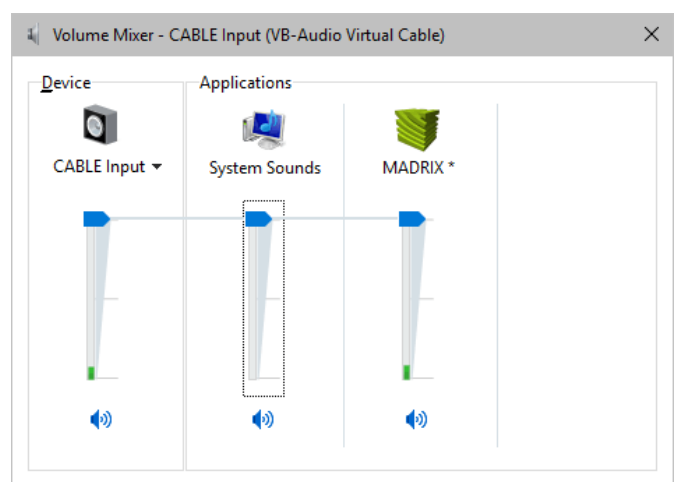 Volume Mixer - CABLE Input (VB-Audio Virtual Cable)
Device
Applications
CABLE Input
System Sounds
MADRIX *